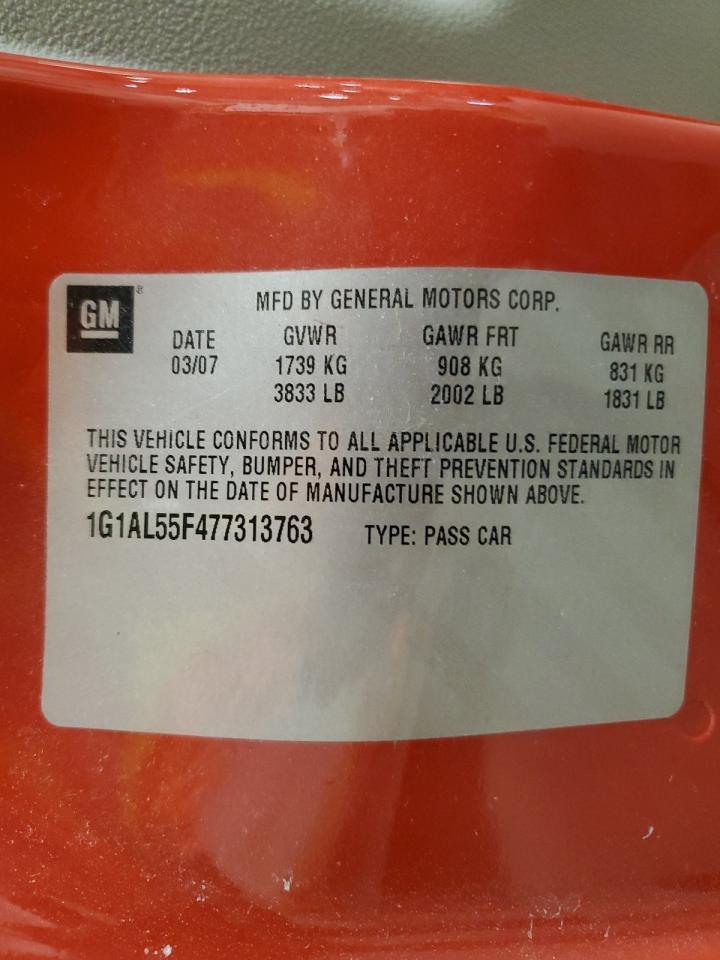 GM ®
MFD BY GENERAL MOTORS CORP.
DATE GVWR GAWR FRT GAWR RR
03/07 1739 KG 908 KG 831 KG
3833 LB 2002 LB 1831 LB
THIS VEHICLE CONFORMS TO ALL APPLICABLE U.S. FEDERAL MOTOR
VEHICLE SAFETY, BUMPER, AND THEFT PREVENTION STANDARDS IN
EFFECT ON THE DATE OF MANUFACTURE SHOWN ABOVE.
1G1AL55F477313763 TYPE: PASS CAR